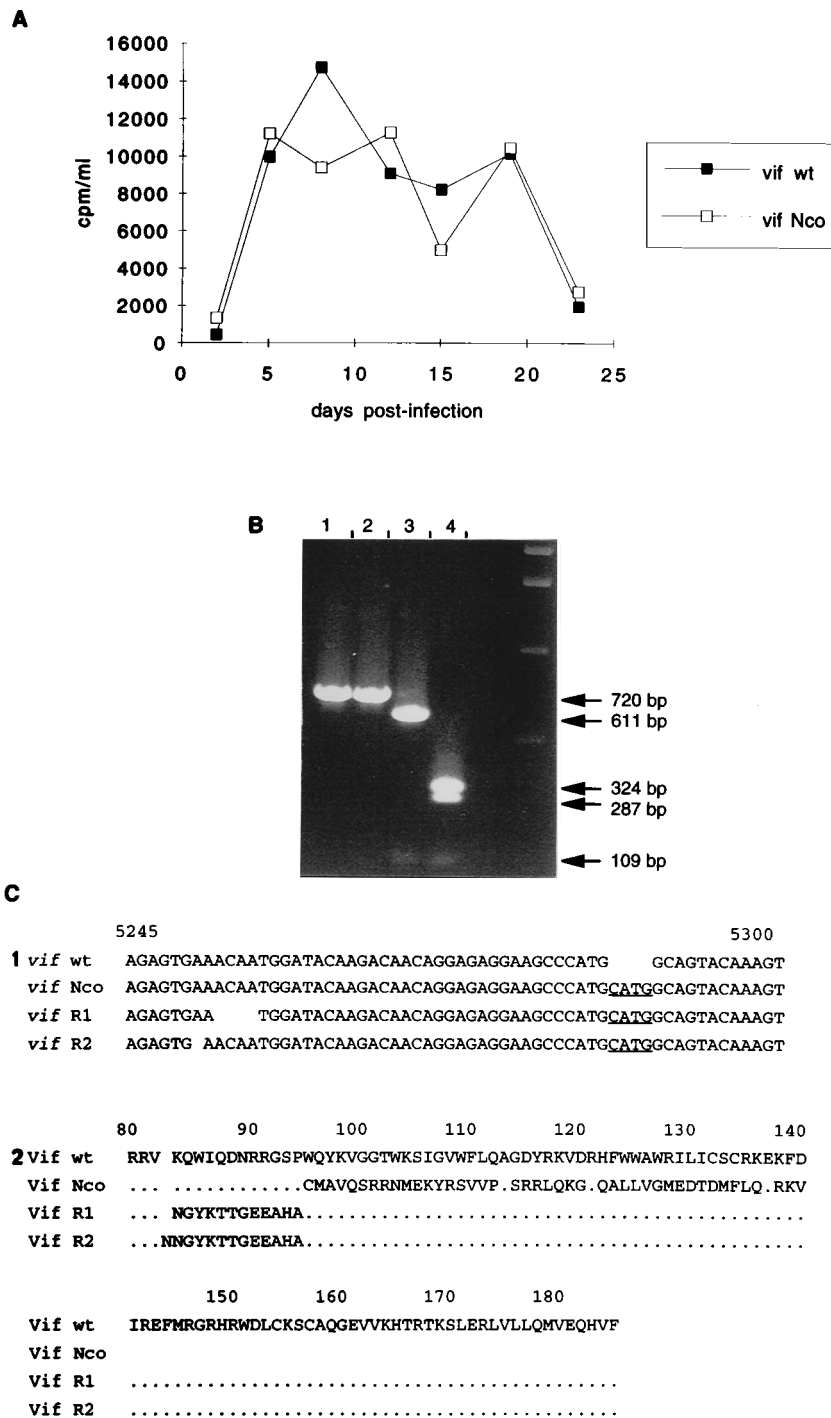 A
16000
14000
12000
10000
8000
6000
4000
2000
0
cpm/ml
0 5 10 15 20 25
days post-infection
vif wt
vif Nco
B
1 2 3 4
720 bp
611 bp
324 bp
287 bp
109 bp
C
5245 5300
1 vif wt AGAGTGAAACAATGGATACAAGACAACAGGAGAGGAAGCCCATG GCAGTACAAAGT
vif Nco AGAGTGAAACAATGGATACAAGACAACAGGAGAGGAAGCCCATGCATGGCAGTACAAAGT
vif R1 AGAGTGAA TGGATACAAGACAACAGGAGAGGAAGCCCATGCATGGCAGTACAAAGT
vif R2 AGAGTG AACAATGGATACAAGACAACAGGAGAGGAAGCCCATGCATGGCAGTACAAAGT
80 90 100 110 120 130 140
2 Vif wt RRV KQWIQDNRRGSPWQYKVGGTWKSIGVWFLQAGDYRKVDRHFWWAWRILICSCRKEKFD
Vif Nco ... ............CMAVQSRRNMEKYRSVVP.SRRLQKG.QALLVGMEDTDMFLQ.RKV
Vif R1 ... NGYKTTGEEAHA..............................................
Vif R2 ...NNGYKTTGEEAHA..............................................
150 160 170 180
Vif wt IREFMRGRHRWDLCKSCAQGEVVKHTRTKSLERLVLLQMVEQHVF
Vif Nco
Vif R1 .............................................
Vif R2 .............................................